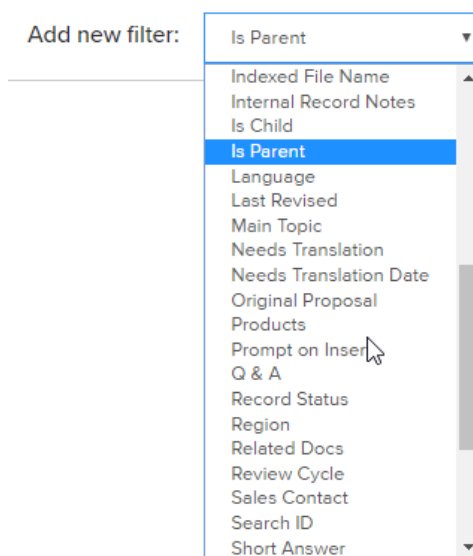 Add new filter:
Is Parent
Indexed File Name
Internal Record Notes
Is Child
Is Parent
Language
Last Revised
Main Topic
Needs Translation
Needs Translation Date
Original Proposal
Products
Prompt on Insert
Q & A
Record Status
Region
Related Docs
Review Cycle
Sales Contact
Search ID
Short Answer